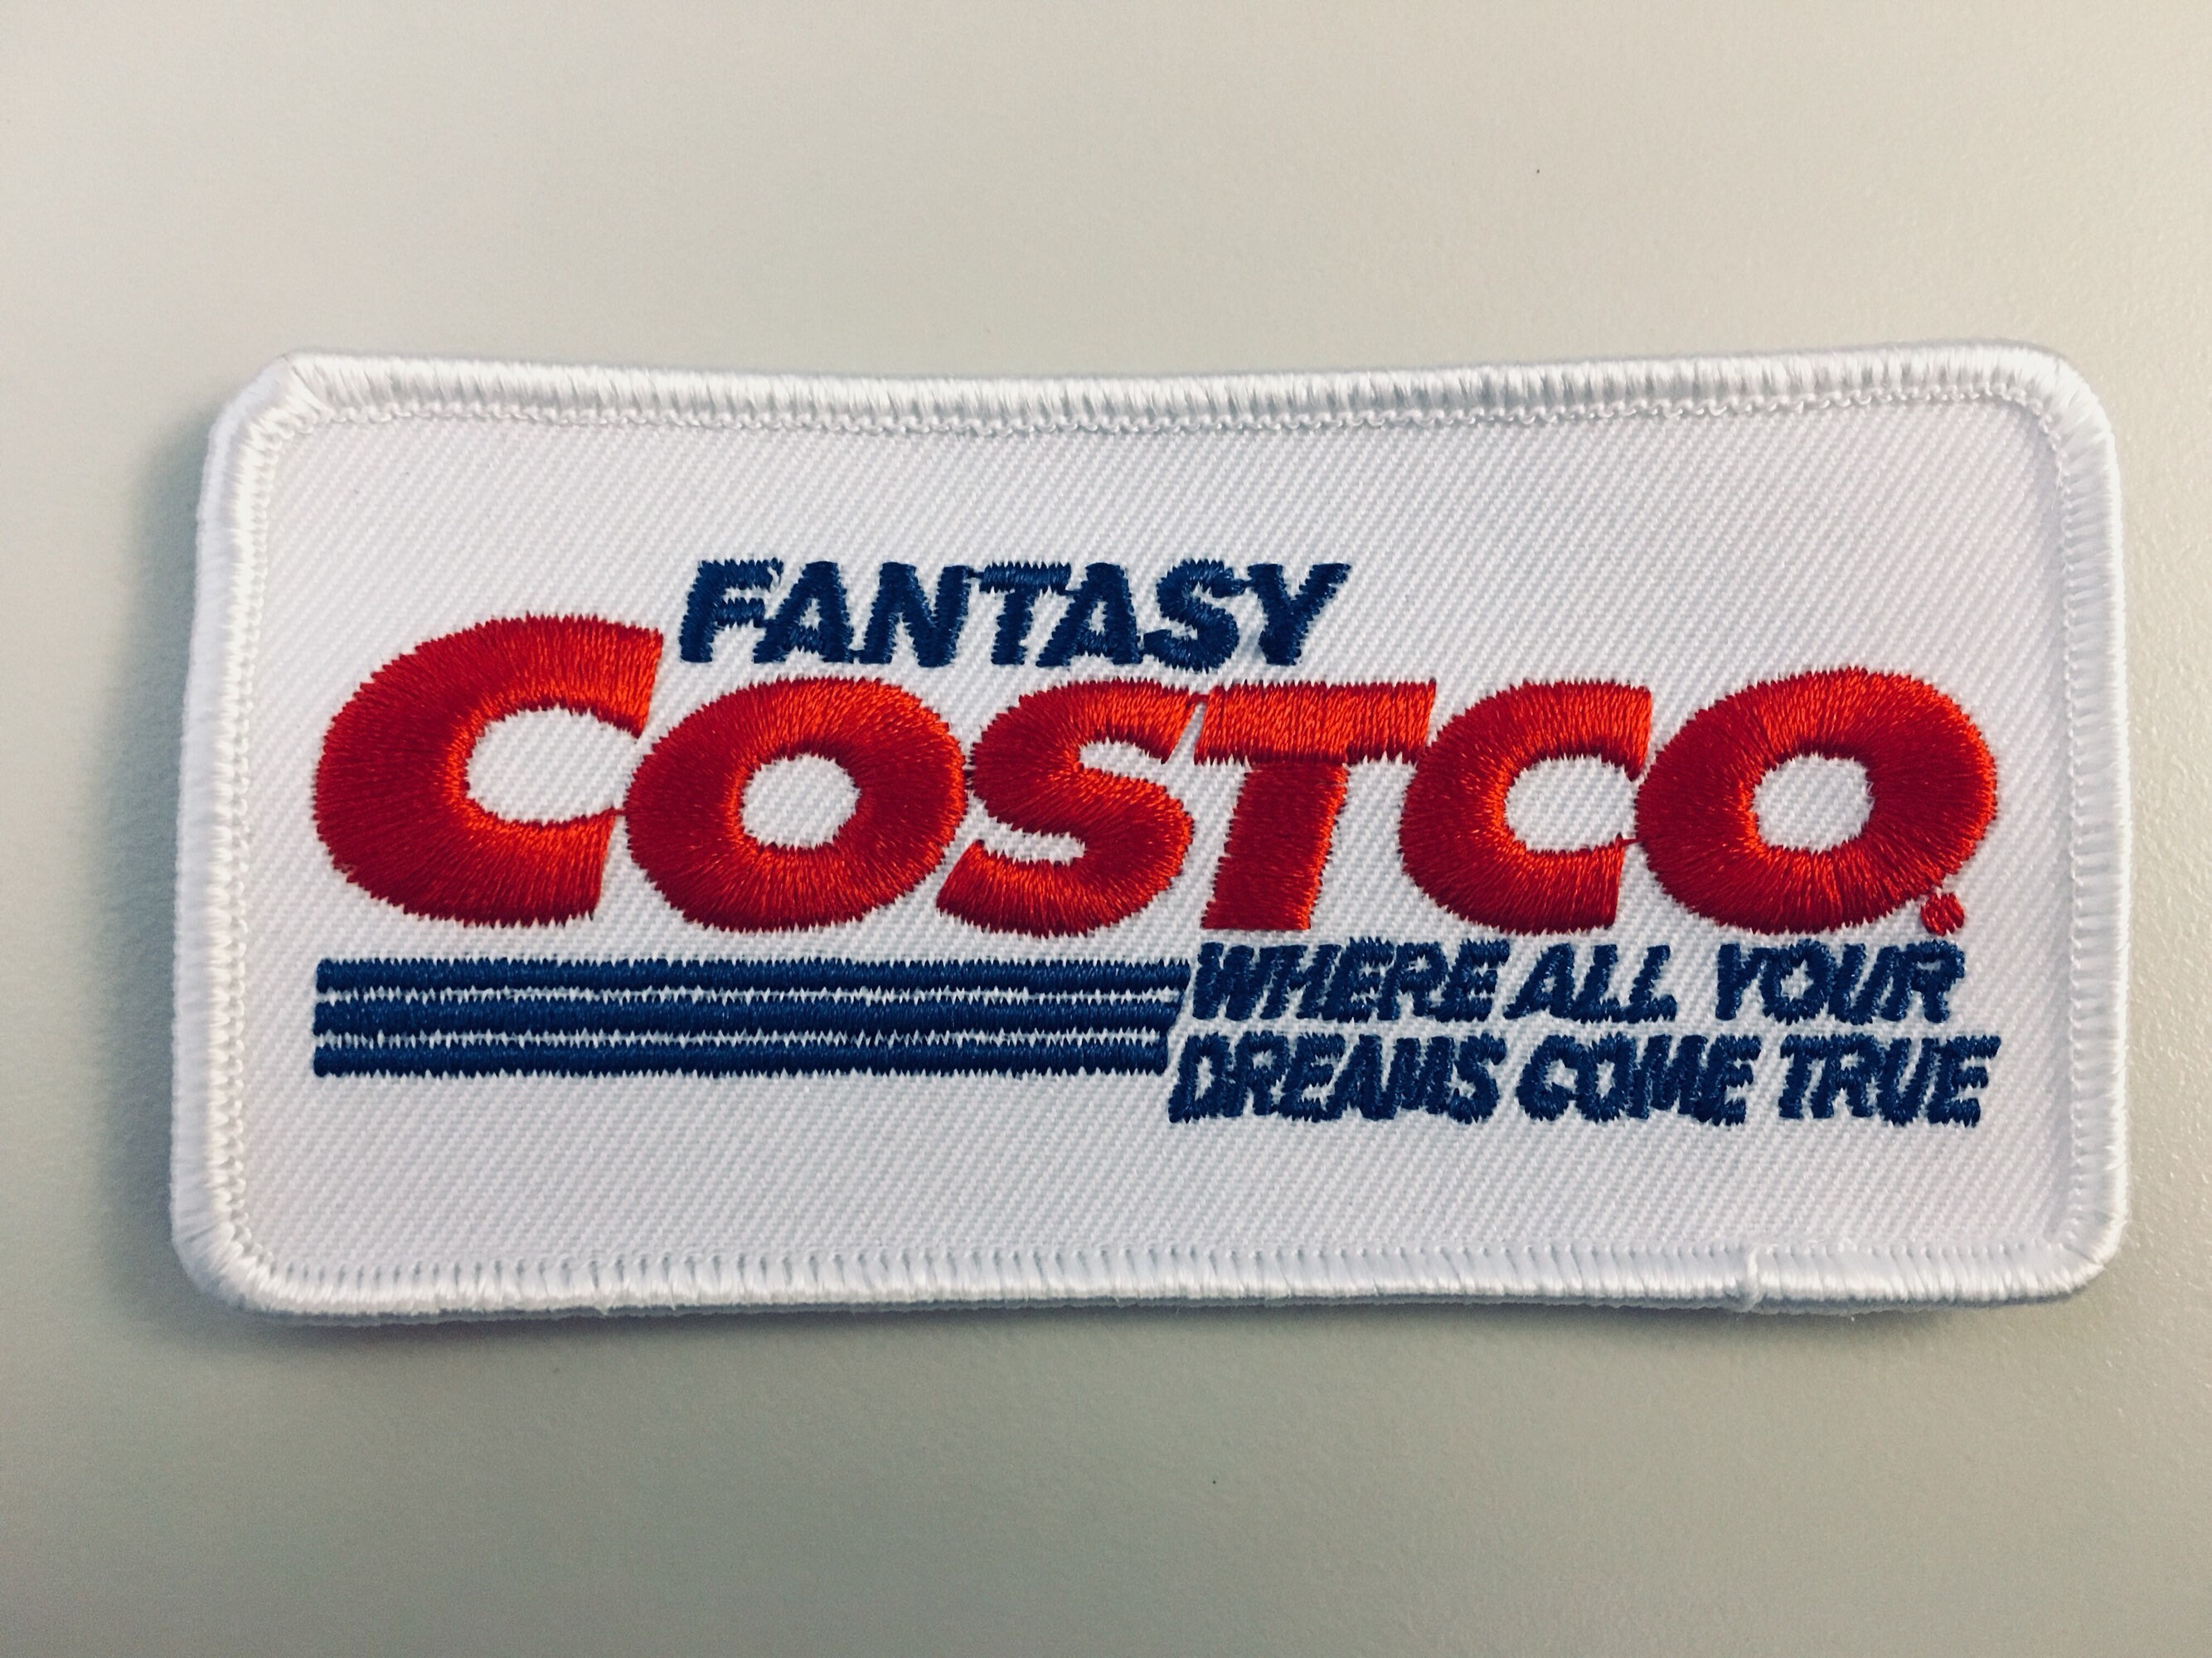 FANTASY
COSTCO
WHERE ALL YOUR
DREAMS COME TRUE